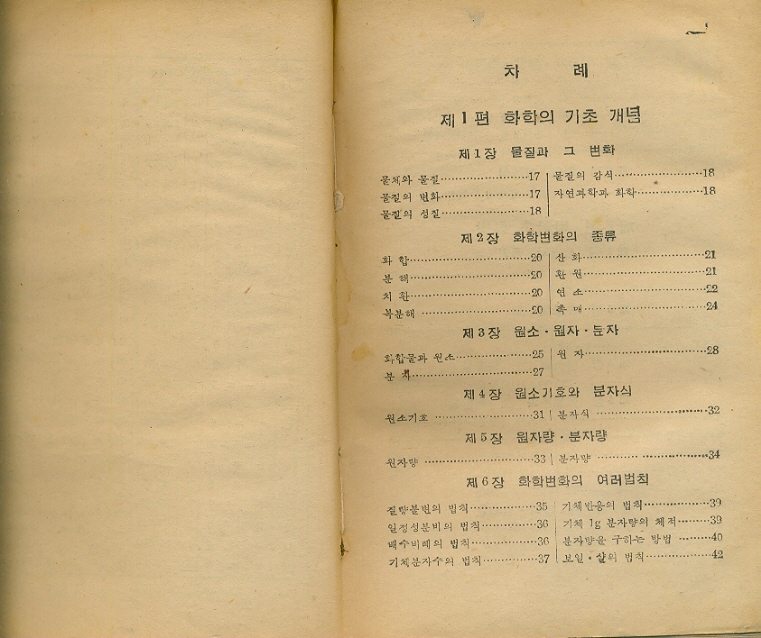 차 례
제1편 화학의 기초 개념
제1장 물질과 그 변화
물체와 물질……………17
물질의 변화……………17
물질의 성질……………18
물질의 감식……………18
자연과학과 화학……………18
제2장 화학변화의 종류
화 합……………20
분 해……………20
치 환……………20
복분해……………20
산 화……………21
환 원……………21
연 소……………22
촉 매……………24
제3장 원소·원자·분자
화합물과 원소……………25
분 자……………27
원 자……………28
제4장 원소기호와 분자식
원소기호……………31
분자식……………32
제5장 원자량·분자량
원자량……………33
분자량……………34
제6장 화학변화의 여러법칙
질량불변의 법칙……………35
일정성분비의 법칙……………36
배수비례의 법칙……………36
기체분자수의 법칙……………37
기체반응의 법칙……………39
기체 1g 분자량의 체적……………39
분자량을 구하는 방법……………40
보일·샬의 법칙……………42